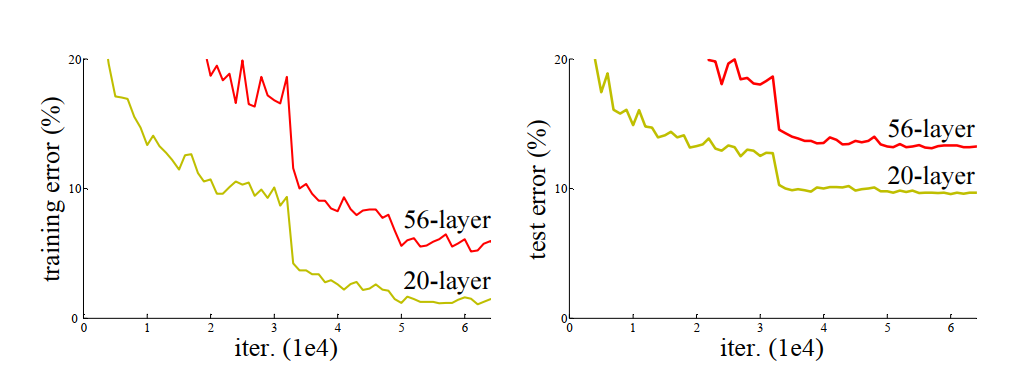 20
10
0
training error (%)
56-layer
20-layer
0 1 2 3 4 5 6
iter. (1e4)
20
10
0
test error (%)
56-layer
20-layer
0 1 2 3 4 5 6
iter. (1e4)